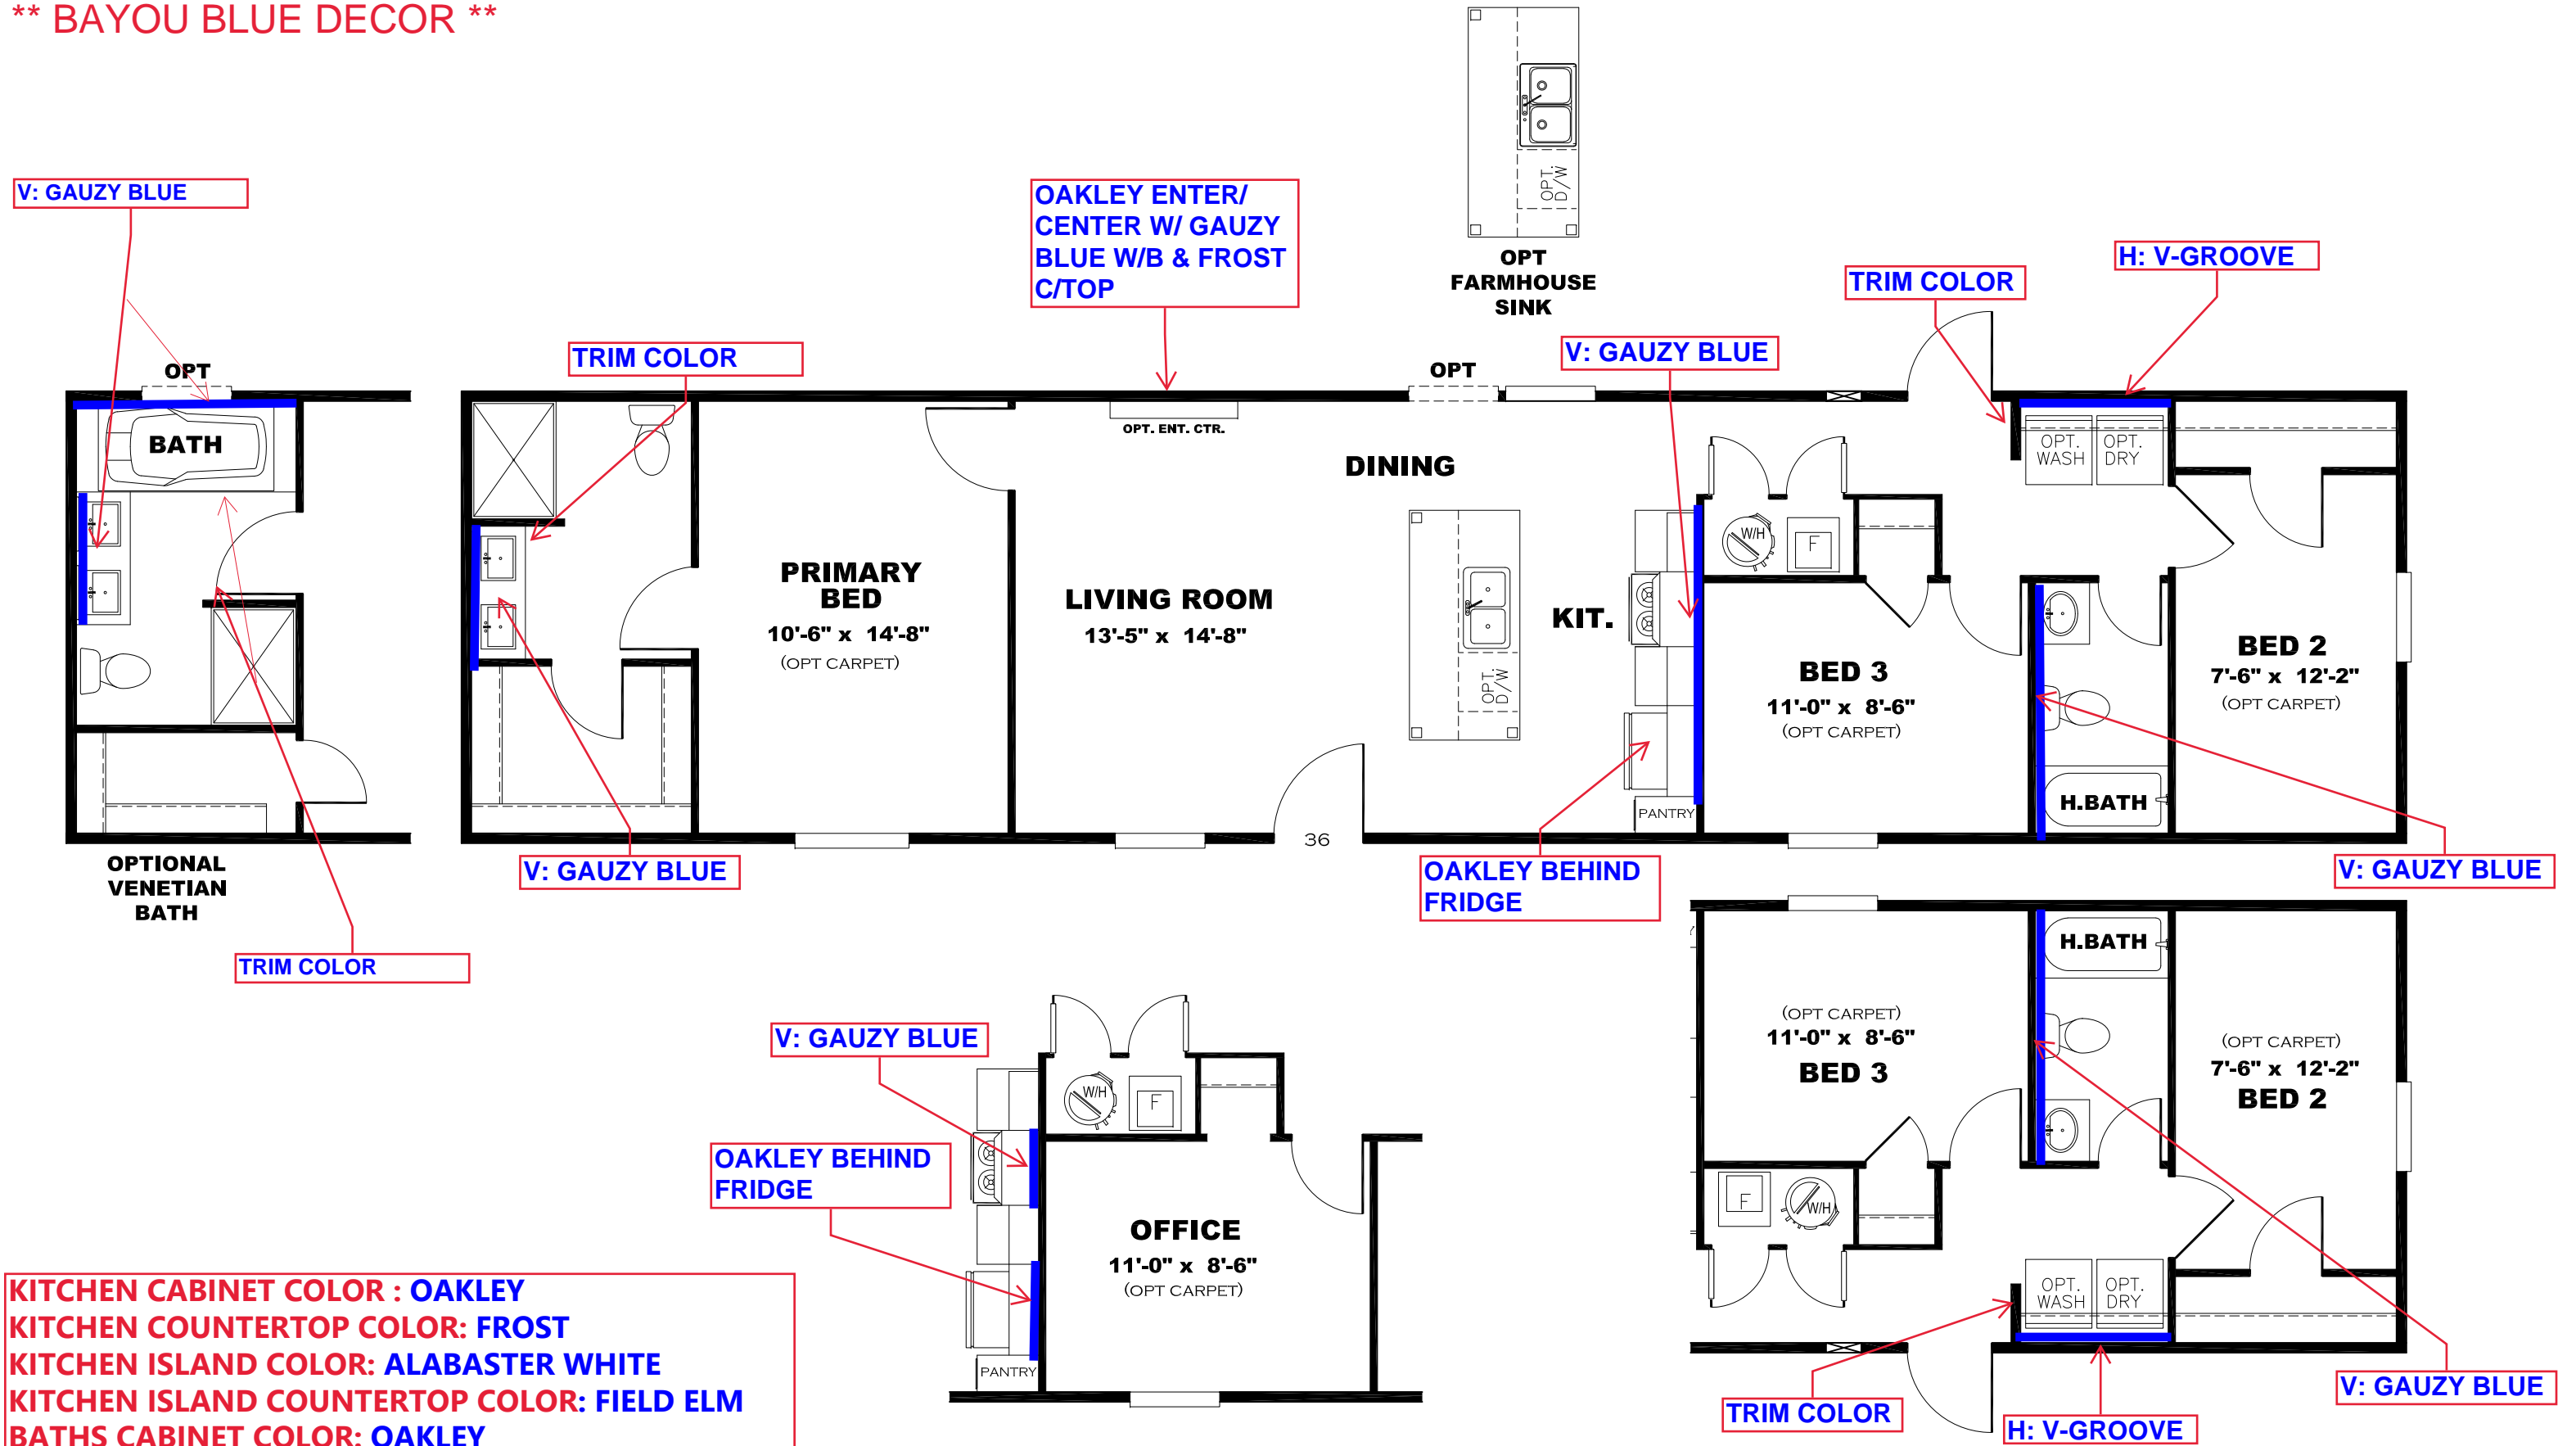 ** BAYOU BLUE DECOR **
OPT.
D/W
OPT
FARMHOUSE
SINK
V: GAUZY BLUE
OAKLEY ENTER/
CENTER W/ GAUZY
BLUE W/B & FROST
C/TOP
TRIM COLOR
H: V-GROOVE
TRIM COLOR
V: GAUZY BLUE
OPT
BATH
OPTIONAL
VENETIAN
BATH
TRIM COLOR
PRIMARY
BED
10'-6" x 14'-8"
(OPT CARPET)
V: GAUZY BLUE
OPT. ENT. CTR.
LIVING ROOM
13'-5" x 14'-8"
36
OPT
DINING
OPT.
D/W
KIT.
PANTRY
OAKLEY BEHIND
FRIDGE
W/H
F
BED 3
11'-0" x 8'-6"
(OPT CARPET)
OPT.
WASH
OPT.
DRY
H.BATH
BED 2
7'-6" x 12'-2"
(OPT CARPET)
V: GAUZY BLUE
V: GAUZY BLUE
OAKLEY BEHIND
FRIDGE
W/H
F
OFFICE
11'-0" x 8'-6"
(OPT CARPET)
PANTRY
(OPT CARPET)
11'-0" x 8'-6"
BED 3
H.BATH
(OPT CARPET)
7'-6" x 12'-2"
BED 2
F
W/H
OPT.
WASH
OPT.
DRY
TRIM COLOR
H: V-GROOVE
V: GAUZY BLUE
KITCHEN CABINET COLOR : OAKLEY
KITCHEN COUNTERTOP COLOR: FROST
KITCHEN ISLAND COLOR: ALABASTER WHITE
KITCHEN ISLAND COUNTERTOP COLOR: FIELD ELM
BATHS CABINET COLOR: OAKLEY